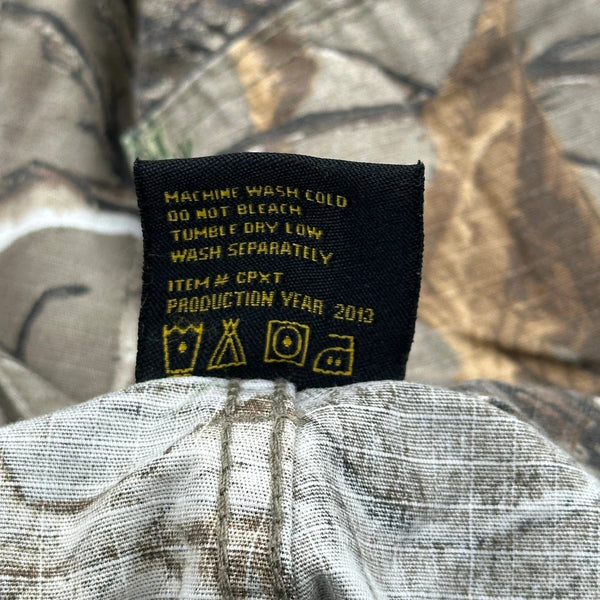 MACHINE WASH COLD
DO NOT BLEACH
TUMBLE DRY LOW
WASH SEPARATELY
ITEM # CPXT
PRODUCTION YEAR 2013